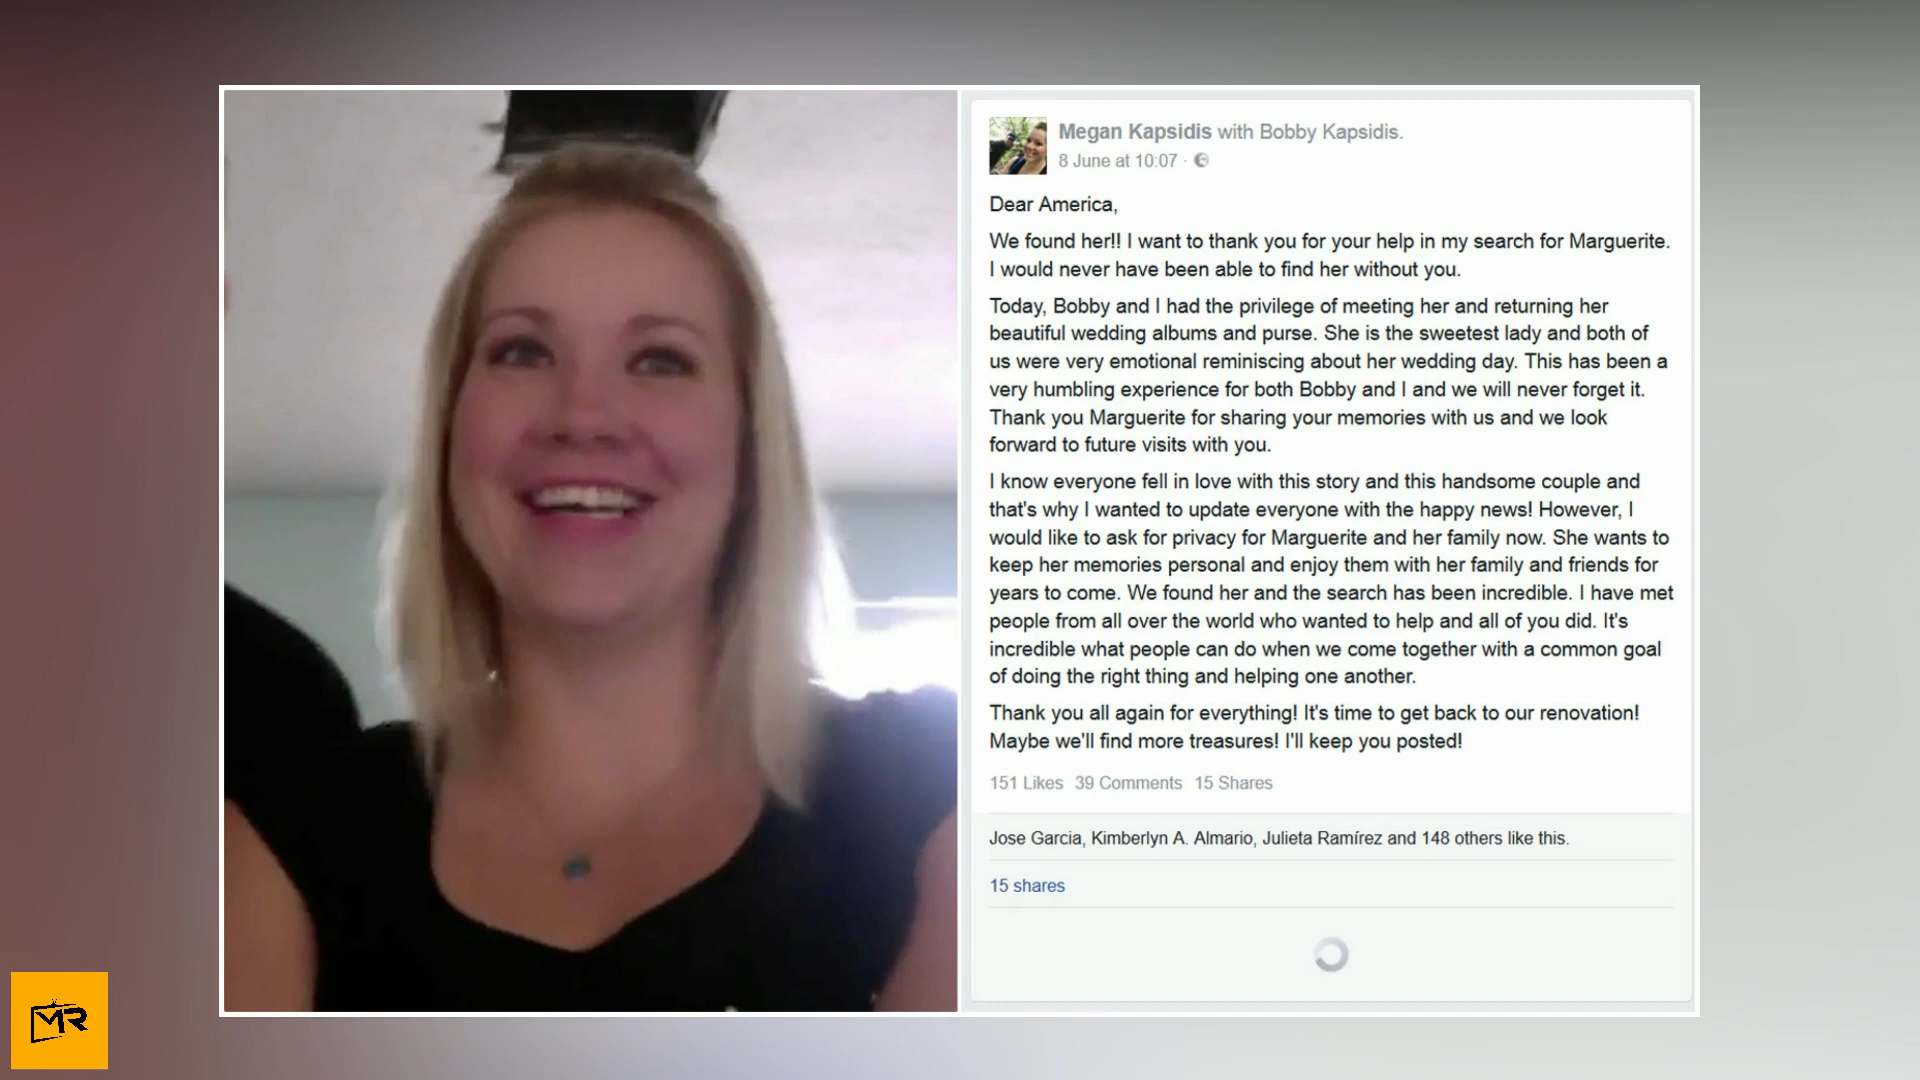 Megan Kapsidis with Bobby Kapsidis.
8 June at 10:07 ·
Dear America,
We found her!! I want to thank you for your help in my search for Marguerite.
I would never have been able to find her without you.
Today, Bobby and I had the privilege of meeting her and returning her
beautiful wedding albums and purse. She is the sweetest lady and both of
us were very emotional reminiscing about her wedding day. This has been a
very humbling experience for both Bobby and I and we will never forget it.
Thank you Marguerite for sharing your memories with us and we look
forward to future visits with you.
I know everyone fell in love with this story and this handsome couple and
that's why I wanted to update everyone with the happy news! However, I
would like to ask for privacy for Marguerite and her family now. She wants to
keep her memories personal and enjoy them with her family and friends for
years to come. We found her and the search has been incredible. I have met
people from all over the world who wanted to help and all of you did. It's
incredible what people can do when we come together with a common goal
of doing the right thing and helping one another.
Thank you all again for everything! It's time to get back to our renovation!
Maybe we'll find more treasures! I'll keep you posted!
151 Likes 39 Comments 15 Shares
Jose Garcia, Kimberlyn A. Almario, Julieta Ramírez and 148 others like this.
15 shares
MR